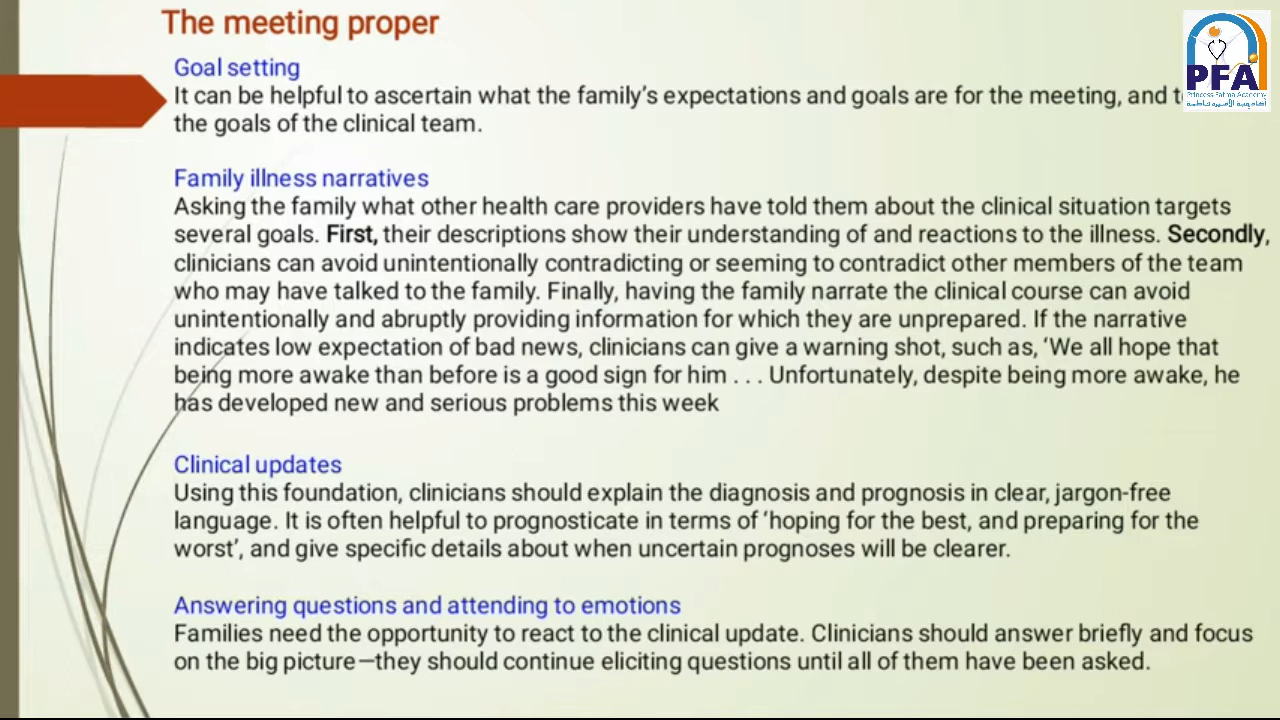 The meeting proper
PFA
Princess Fatma Academy
أكاديمية الأميرة فاطمة
Goal setting
It can be helpful to ascertain what the family's expectations and goals are for the meeting, and
the goals of the clinical team.
Family illness narratives
Asking the family what other health care providers have told them about the clinical situation targets
several goals. First, their descriptions show their understanding of and reactions to the illness. Secondly,
clinicians can avoid unintentionally contradicting or seeming to contradict other members of the team
who may have talked to the family. Finally, having the family narrate the clinical course can avoid
unintentionally and abruptly providing information for which they are unprepared. If the narrative
indicates low expectation of bad news, clinicians can give a warning shot, such as, 'We all hope that
being more awake than before is a good sign for him . . . Unfortunately, despite being more awake, he
has developed new and serious problems this week
Clinical updates
Using this foundation, clinicians should explain the diagnosis and prognosis in clear, jargon-free
language. It is often helpful to prognosticate in terms of 'hoping for the best, and preparing for the
worst', and give specific details about when uncertain prognoses will be clearer.
Answering questions and attending to emotions
Families need the opportunity to react to the clinical update. Clinicians should answer briefly and focus
on the big picture—they should continue eliciting questions until all of them have been asked.